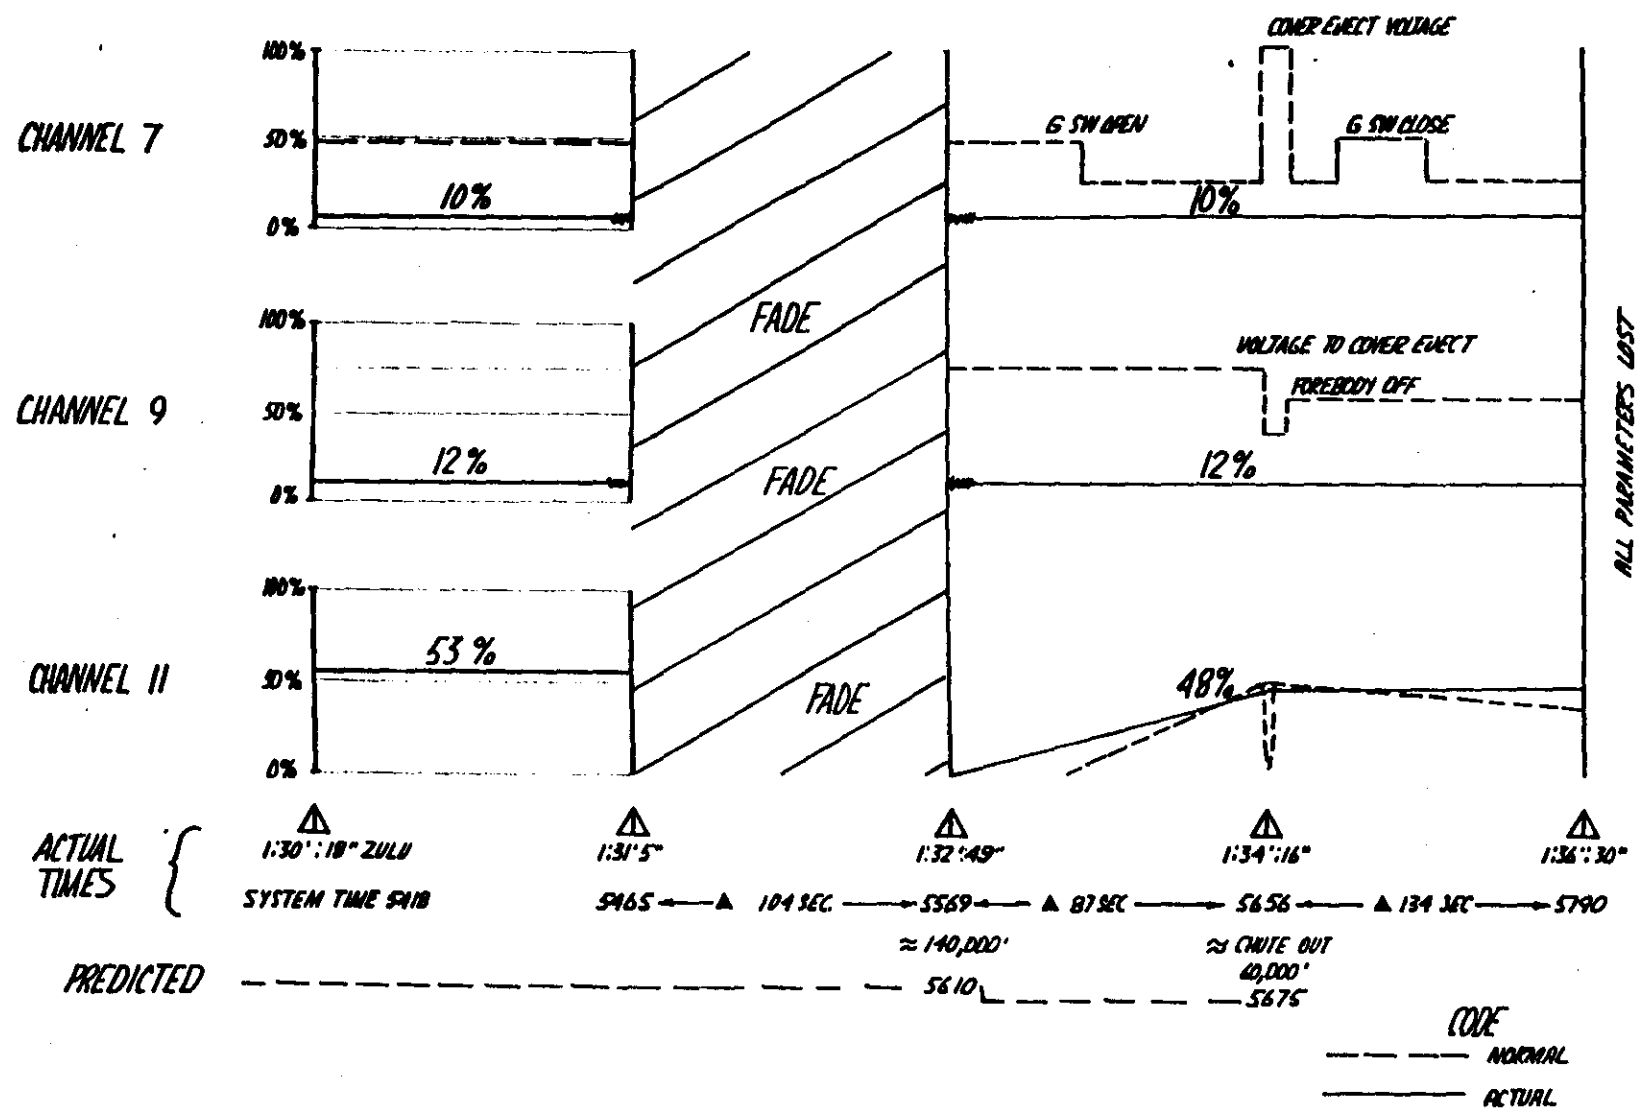 COVER EJECT VOLTAGE
100%
CHANNEL 7
50%
G SW OPEN
G SW CLOSE
10%
10%
0%
FADE
100%
VOLTAGE TO COVER EJECT
FOREBODY OFF
CHANNEL 9
50%
12%
FADE
12%
0%
ALL PARAMETERS LOST
100%
53%
CHANNEL 11
50%
FADE
48%
0%
ACTUAL TIMES
1:30':18" ZULU
1:31'5"
1:32':49"
1:34':16"
1:36':30"
SYSTEM TIME 5418
5465
▲ 104 SEC.
5569
▲ 87 SEC
5656
▲ 134 SEC
5790
≈ 140,000'
≈ CHUTE OUT
60,000'
PREDICTED
5610
5675
CODE
NORMAL
ACTUAL